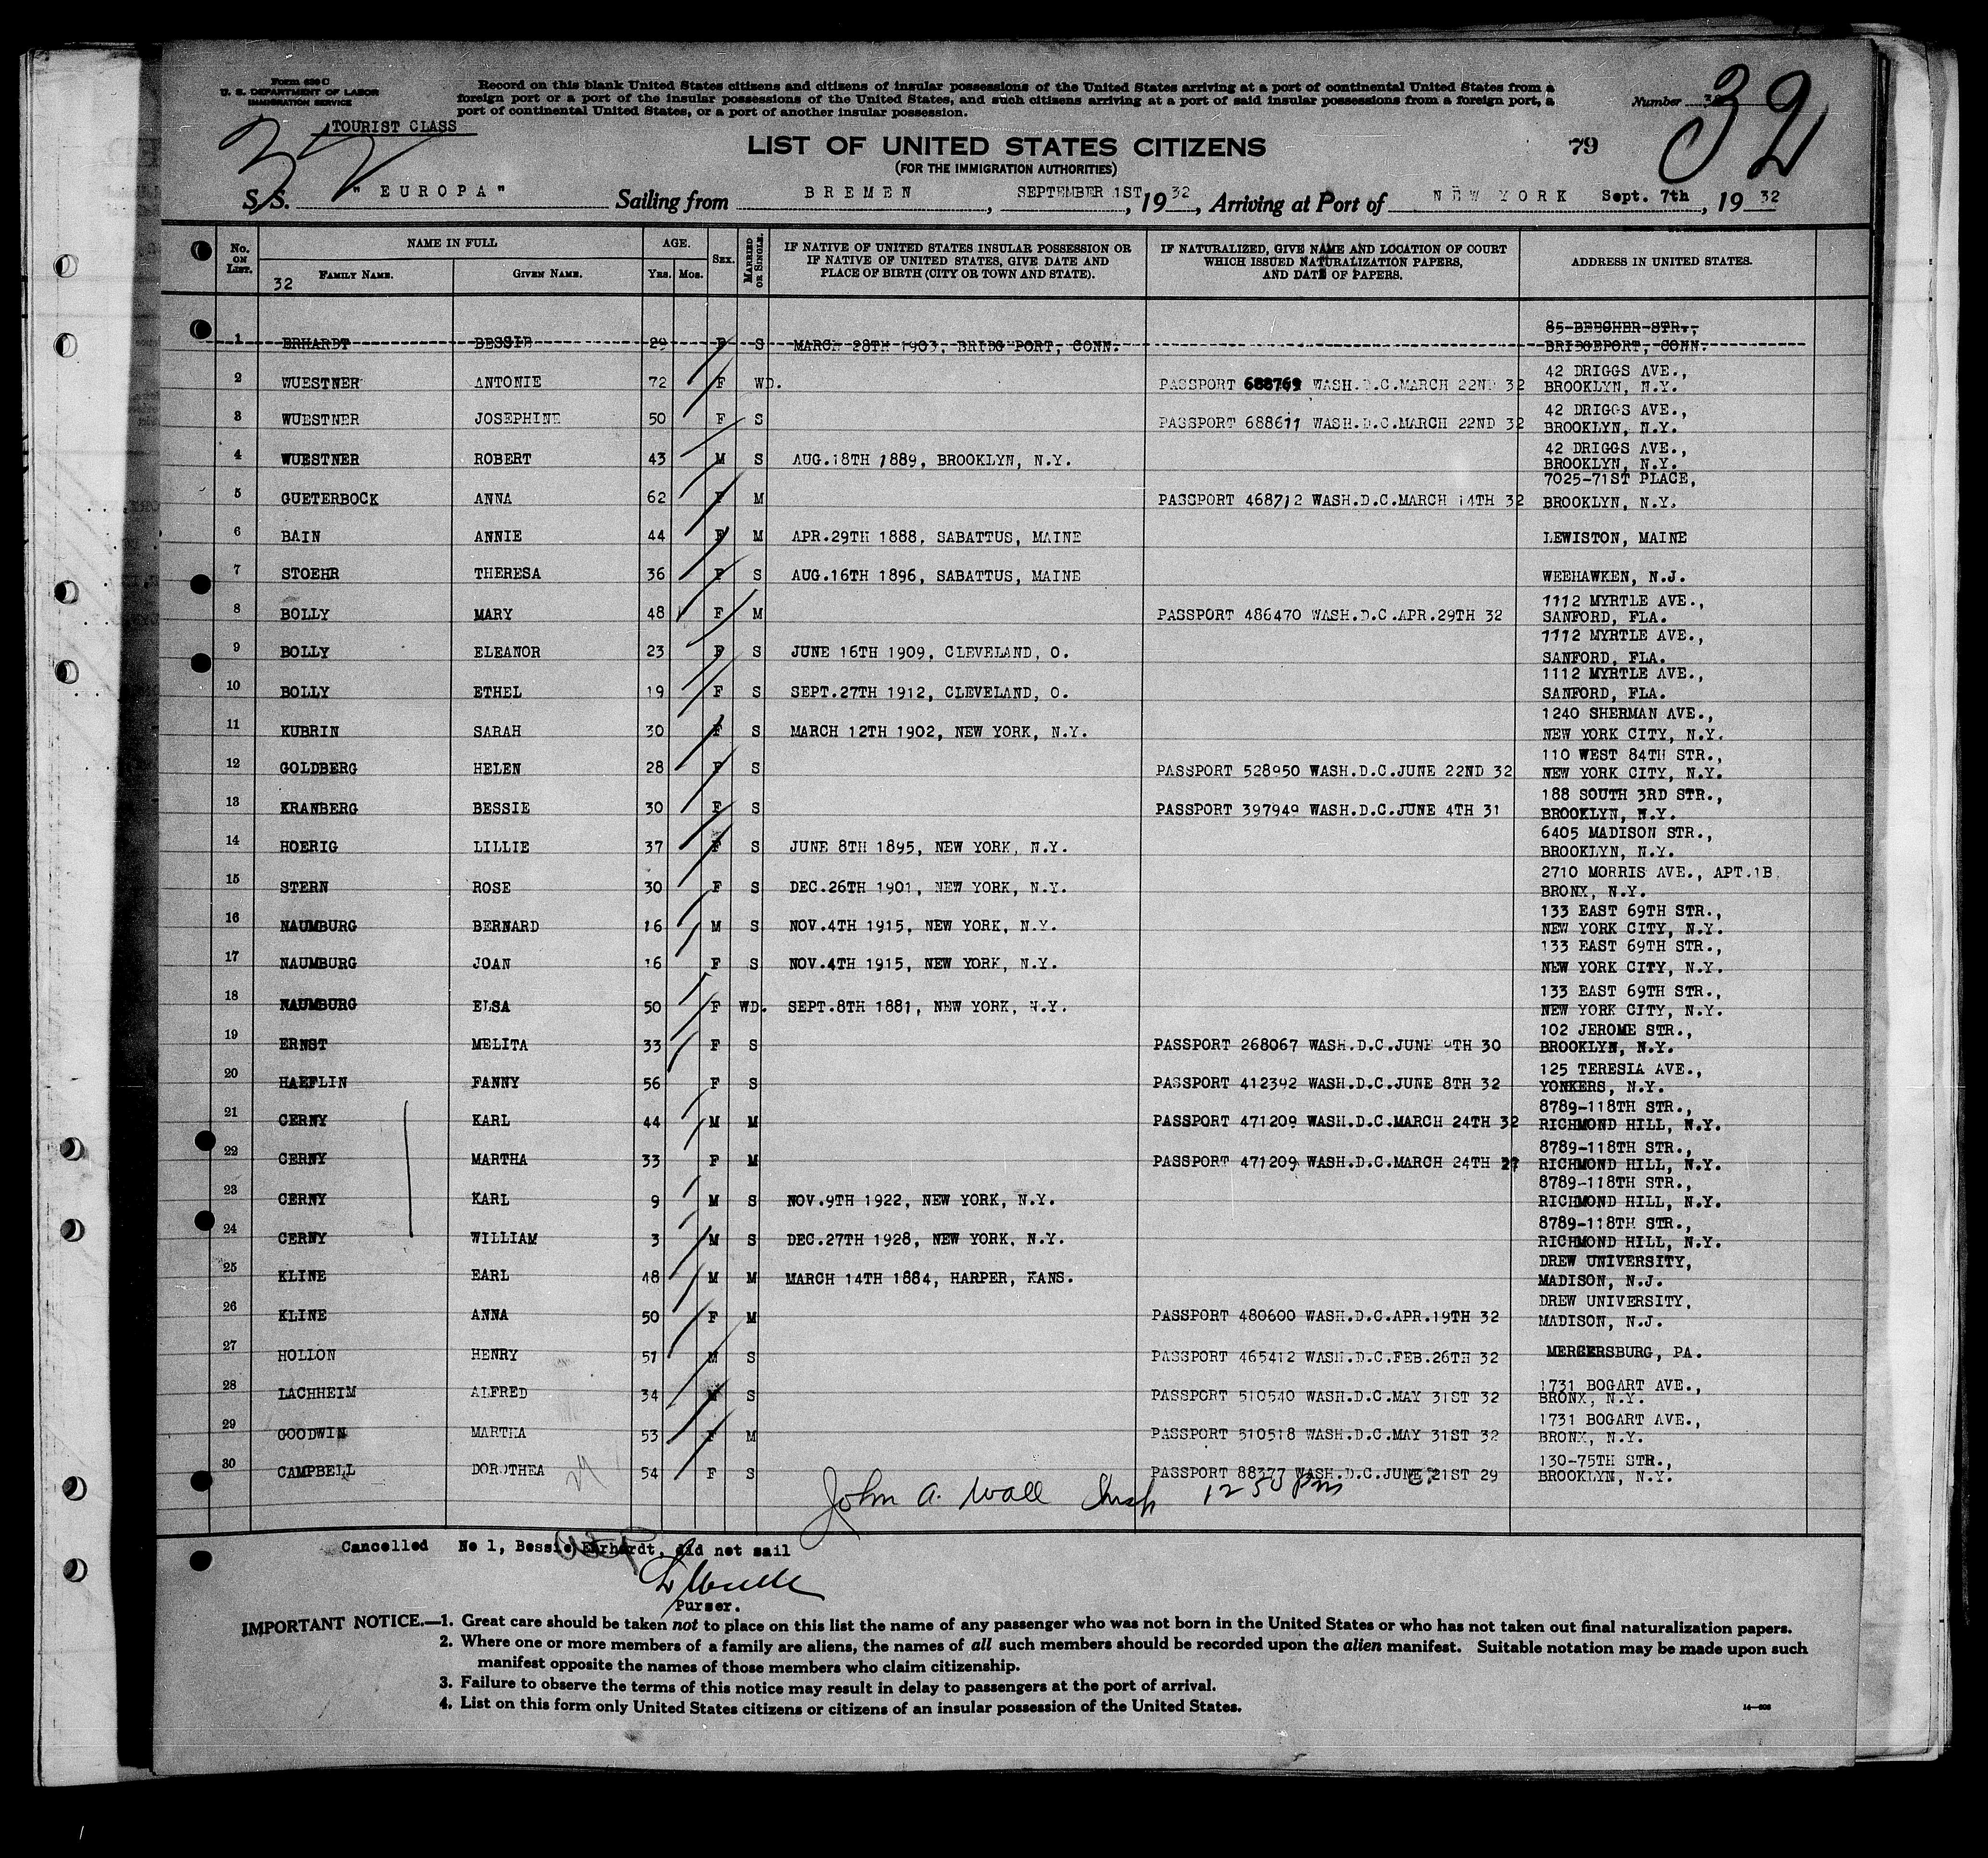 Form 630 C
U. S. DEPARTMENT OF LABOR
IMMIGRATION SERVICE
Record on this blank United States citizens and citizens of insular possessions of the United States arriving at a port of continental United States from a
foreign port or a port of the insular possessions of the United States, and such citizens arriving at a port of said insular possessions from a foreign port, a
port of continental United States, or a port of another insular possession.
Number 32
TOURIST CLASS
32
LIST OF UNITED STATES CITIZENS
79
(FOR THE IMMIGRATION AUTHORITIES)
S. S. "EUROPA" Sailing from BREMEN, SEPTEMBER 1ST, 1932, Arriving at Port of NEW YORK Sept. 7th, 1932
No. ON LIST. NAME IN FULL AGE. SEX. MARRIED OR SINGLE. IF NATIVE OF UNITED STATES INSULAR POSSESSION OR IF NATIVE OF UNITED STATES, GIVE DATE AND PLACE OF BIRTH (CITY OR TOWN AND STATE). IF NATURALIZED, GIVE NAME AND LOCATION OF COURT WHICH ISSUED NATURALIZATION PAPERS, AND DATE OF PAPERS. ADDRESS IN UNITED STATES.
32 FAMILY NAME. GIVEN NAME. Yrs. Mos.
1 ERHARDT BESSIE 29 F S MARCH 28TH 1903, BRIDG PORT, CONN. 85 BEECHER STR., BRIDGEPORT, CONN.
2 WUESTNER ANTONIE 72 F WD. PASSPORT 688769 WASH.D.C.MARCH 22ND 32 42 DRIGGS AVE., BROOKLYN, N.Y.
3 WUESTNER JOSEPHINE 50 F S PASSPORT 688611 WASH.D.C.MARCH 22ND 32 42 DRIGGS AVE., BROOKLYN, N.Y.
4 WUESTNER ROBERT 43 M S AUG.18TH 1889, BROOKLYN, N.Y. 42 DRIGGS AVE., BROOKLYN, N.Y.
5 GUETERBOCK ANNA 62 F M PASSPORT 468712 WASH.D.C.MARCH 14TH 32 7025-71ST PLACE, BROOKLYN, N.Y.
6 BAIN ANNIE 44 F M APR.29TH 1888, SABATTUS, MAINE LEWISTON, MAINE
7 STOEHR THERESA 36 F S AUG.16TH 1896, SABATTUS, MAINE WEEHAWKEN, N.J.
8 BOLLY MARY 48 F M PASSPORT 486470 WASH.D.C.APR.29TH 32 1112 MYRTLE AVE., SANFORD, FLA.
9 BOLLY ELEANOR 23 F S JUNE 16TH 1909, CLEVELAND, O. 1112 MYRTLE AVE., SANFORD, FLA.
10 BOLLY ETHEL 19 F S SEPT.27TH 1912, CLEVELAND, O. 1112 MYRTLE AVE., SANFORD, FLA.
11 KUBRIN SARAH 30 F S MARCH 12TH 1902, NEW YORK, N.Y. 1240 SHERMAN AVE., NEW YORK CITY, N.Y.
12 GOLDBERG HELEN 28 F S PASSPORT 528950 WASH.D.C.JUNE 22ND 32 110 WEST 84TH STR., NEW YORK CITY, N.Y.
13 KRANBERG BESSIE 30 F S PASSPORT 397949 WASH.D.C.JUNE 4TH 31 188 SOUTH 3RD STR., BROOKLYN, N.Y.
14 HOERIG LILLIE 37 F S JUNE 8TH 1895, NEW YORK, N.Y. 6405 MADISON STR., BROOKLYN, N.Y.
15 STERN ROSE 30 F S DEC.26TH 1901, NEW YORK, N.Y. 2710 MORRIS AVE., APT.1B, BRONX, N.Y.
16 NAUMBURG BERNARD 16 M S NOV.4TH 1915, NEW YORK, N.Y. 133 EAST 69TH STR., NEW YORK CITY, N.Y.
17 NAUMBURG JOAN 16 F S NOV.4TH 1915, NEW YORK, N.Y. 133 EAST 69TH STR., NEW YORK CITY, N.Y.
18 NAUMBURG ELSA 50 F WD. SEPT.8TH 1881, NEW YORK, N.Y. 133 EAST 69TH STR., NEW YORK CITY, N.Y.
19 ERNST MELITA 33 F S PASSPORT 268067 WASH.D.C.JUNE 9TH 30 102 JEROME STR., BROOKLYN, N.Y.
20 HAEFLIN FANNY 56 F S PASSPORT 412392 WASH.D.C.JUNE 8TH 32 125 TERESIA AVE., YONKERS, N.Y.
21 CERNY KARL 44 M M PASSPORT 471209 WASH.D.C.MARCH 24TH 32 8789-118TH STR., RICHMOND HILL, N.Y.
22 CERNY MARTHA 33 F M PASSPORT 471209 WASH.D.C.MARCH 24TH 8789-118TH STR., RICHMOND HILL, N.Y.
23 CERNY KARL 9 M S NOV.9TH 1922, NEW YORK, N.Y. 8789-118TH STR., RICHMOND HILL, N.Y.
24 CERNY WILLIAM 3 M S DEC.27TH 1928, NEW YORK, N.Y. 8789-118TH STR., RICHMOND HILL, N.Y.
25 KLINE EARL 48 M M MARCH 14TH 1884, HARPER, KANS. DREW UNIVERSITY, MADISON, N.J.
26 KLINE ANNA 50 F M PASSPORT 480600 WASH.D.C.APR.19TH 32 DREW UNIVERSITY, MADISON, N.J.
27 HOLLON HENRY 51 M S PASSPORT 465412 WASH.D.C.FEB.26TH 32 MERCERSBURG, PA.
28 LACHHEIM ALFRED 34 M S PASSPORT 510540 WASH.D.C.MAY 31ST 32 1731 BOGART AVE., BRONX, N.Y.
29 GOODWIN MARTHA 53 F M PASSPORT 510518 WASH.D.C.MAY 31ST 32 1731 BOGART AVE., BRONX, N.Y.
30 CAMPBELL DOROTHEA 54 F S PASSPORT 88377 WASH.D.C.JUNE 21ST 29 130-75TH STR., BROOKLYN, N.Y.
John A. Wall Insp 12 50 Pm
Cancelled No 1, Bessie Ehrhardt, did not sail
Purser.
IMPORTANT NOTICE.—1. Great care should be taken not to place on this list the name of any passenger who was not born in the United States or who has not taken out final naturalization papers.
2. Where one or more members of a family are aliens, the names of all such members should be recorded upon the alien manifest. Suitable notation may be made upon such
manifest opposite the names of those members who claim citizenship.
3. Failure to observe the terms of this notice may result in delay to passengers at the port of arrival.
4. List on this form only United States citizens or citizens of an insular possession of the United States.